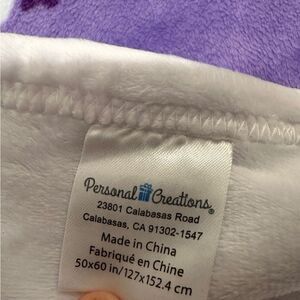 Personal Creations®
23801 Calabasas Road
Calabasas, CA 91302-1547
Made in China
Fabriqué en Chine
50x60 in/127x152.4 cm